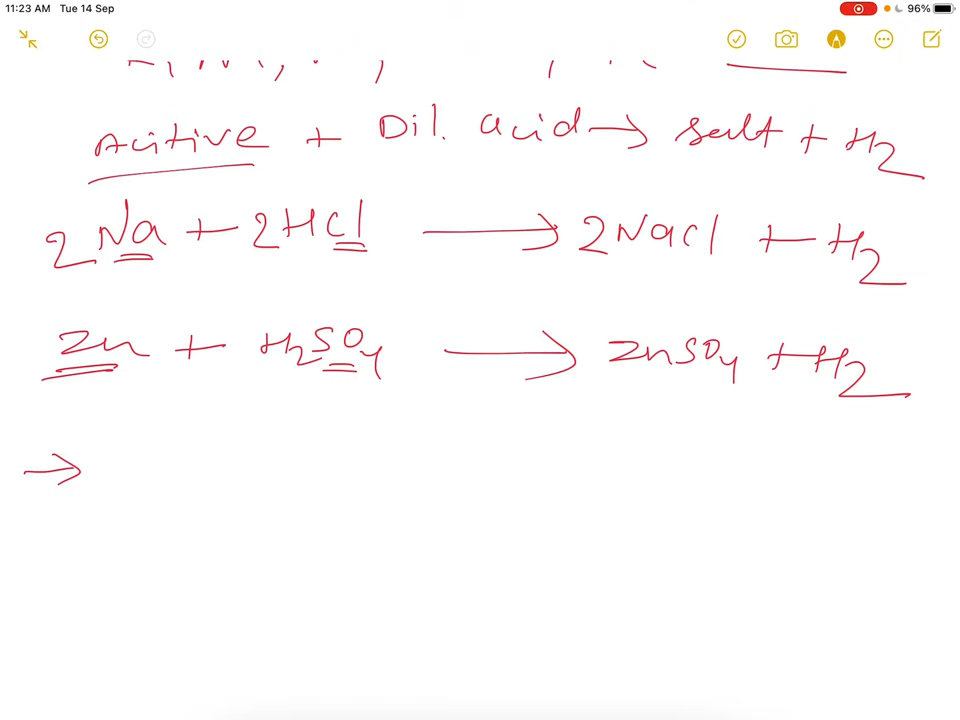 11:23 AM Tue 14 Sep 96%
Acitive + Dil. acid → salt + H2
2Na + 2HCl → 2NaCl + H2
Zn + H2SO4 → ZnSO4 + H2
→